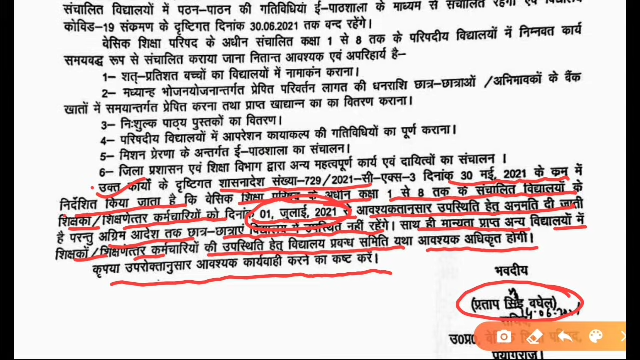 संचालित विद्यालयों में पठन-पाठन की गतिविधियां ई-पाठशाला के माध्यम से संचालित रहेगी एवं विद्यालय
कोविड-19 संक्रमण के दृष्टिगत दिनांक 30.06.2021 तक बन्द रहेंगे।
बेसिक शिक्षा परिषद के अधीन संचालित कक्षा 1 से 8 तक के परिषदीय विद्यालयों में निम्नवत कार्य
समयबद्ध रूप से संचालित कराया जाना नितान्त आवश्यक एवं अपरिहार्य है-
1- शत्-प्रतिशत बच्चों का विद्यालयों में नामांकन कराना।
2- मध्यान्ह भोजनयोजनान्तर्गत प्रेषित परिवर्तन लागत की धनराशि छात्र-छात्राओं /अभिभावकों के बैंक
खातों में समयान्तर्गत प्रेषित करना तथा प्राप्त खाद्यान्न का का वितरण कराना।
3- निःशुल्क पाठ्य पुस्तकों का वितरण।
4- परिषदीय विद्यालयों में आपरेशन कायाकल्प की गतिविधियों का पूर्ण कराना।
5- मिशन प्रेरणा के अन्तर्गत ई-पाठशाला का संचालन।
6- जिला प्रशासन एवं शिक्षा विभाग द्वारा अन्य महत्वपूर्ण कार्य एवं दायित्वों का संचालन।
उक्त कार्यों के दृष्टिगत शासनादेश संख्या-729/2021-सी-एक्स-3 दिनांक 30 मई, 2021 के क्रम में
निर्देशित किया जाता है कि बेसिक शिक्षा परिषद के अधीन कक्षा 1 से 8 तक के संचालित विद्यालयों के
शिक्षकों/शिक्षणेत्तर कर्मचारियों को दिनांक 01, जुलाई, 2021 से आवश्यकतानुसार उपस्थिति हेतु अनुमति दी जाती
है परन्तु अग्रिम आदेश तक छात्र-छात्राएं विद्यालय में उपस्थित नहीं रहेंगे। साथ ही मान्यता प्राप्त अन्य विद्यालयों में
शिक्षकों/शिक्षणेत्तर कर्मचारियों की उपस्थिति हेतु विद्यालय प्रबन्ध समिति यथा आवश्यक अधिकृत होगी।
कृपया उपरोक्तानुसार आवश्यक कार्यवाही करने का कष्ट करें।
भवदीय
(प्रताप सिंह बघेल)
सचिव
उ०प्र० बेसिक शिक्षा परिषद,
प्रयागराज।